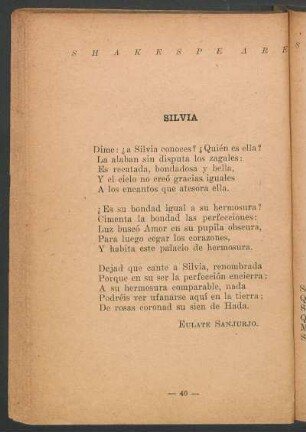 SHAKESPEARE
SILVIA
Dime: ¿a Silvia conoces? ¿Quién es ella?
La alaban sin disputa los zagales:
Es recatada, bondadosa y bella,
Y el cielo no creó gracias iguales
A los encantos que atesora ella.
¿Es su bondad igual a su hermosura?
Cimenta la bondad las perfecciones:
Luz buscó Amor en su pupila obscura,
Para luego cegar los corazones,
Y habita este palacio de hermosura.
Dejad que cante a Silvia, renombrada
Porque en su ser la perfección encierra;
A su hermosura comparable, nada
Podréis ver ufanarse aquí en la tierra;
De rosas coronad su sien de Hada.
EULATE SANJURJO.
— 40 —